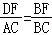 DF/AC = BF/BC